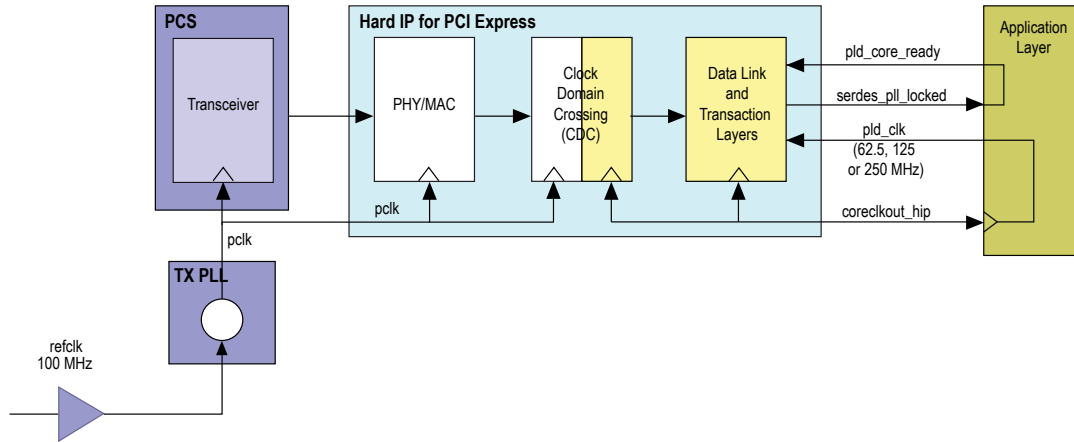 PCS
Transceiver
Hard IP for PCI Express
PHY/MAC
Clock
Domain
Crossing
(CDC)
Data Link
and
Transaction
Layers
Application
Layer
pld_core_ready
serdes_pll_locked
pld_clk
(62.5, 125
or 250 MHz)
coreclkout_hip
pclk
pclk
TX PLL
refclk
100 MHz